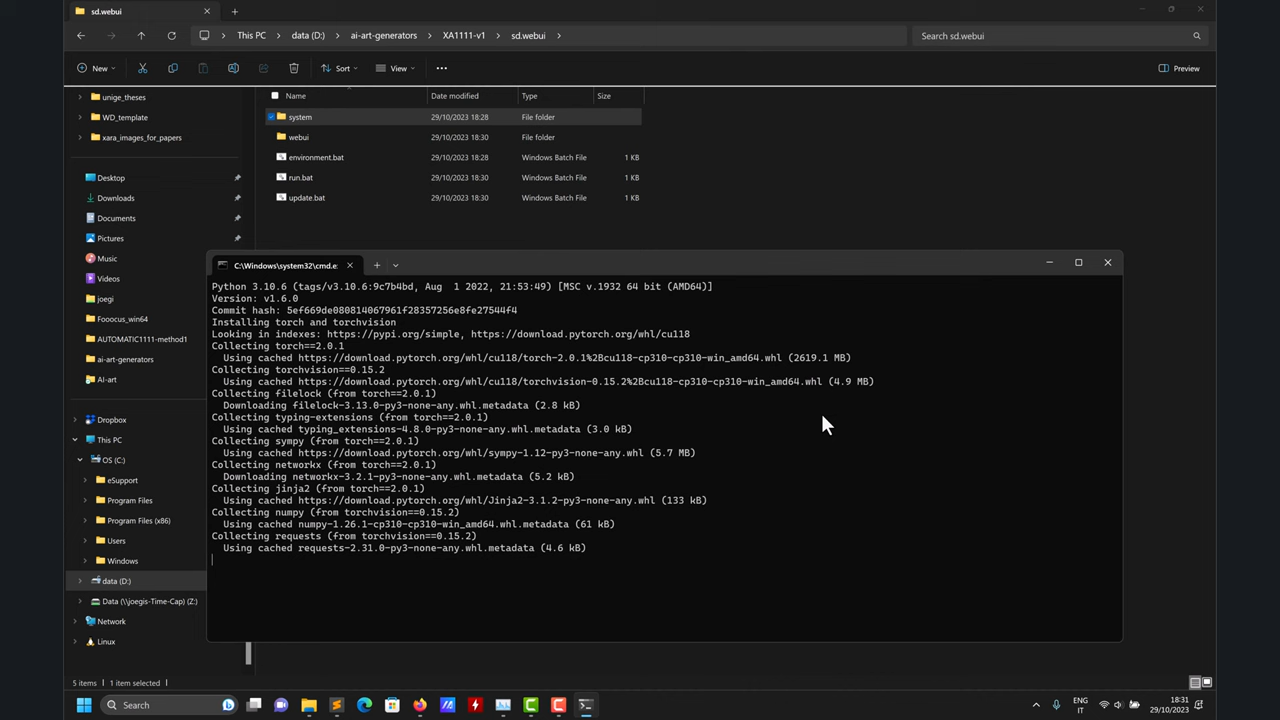 sd.webui
This PC > data (D:) > ai-art-generators > XA1111-v1 > sd.webui >
Search sd.webui
New
Sort
View
Preview
Name Date modified Type Size
unige_theses
WD_template
xara_images_for_papers
system 29/10/2023 18:28 File folder
webui 29/10/2023 18:30 File folder
environment.bat 29/10/2023 18:28 Windows Batch File 1 KB
run.bat 29/10/2023 18:30 Windows Batch File 1 KB
update.bat 29/10/2023 18:30 Windows Batch File 1 KB
Desktop
Downloads
Documents
Pictures
Music
Videos
joegi
Fooocus_win64
AUTOMATIC1111-method1
ai-art-generators
AI-art
Dropbox
This PC
OS (C:)
eSupport
Program Files
Program Files (x86)
Users
Windows
data (D:)
Data (\\joegis-Time-Cap) (Z:)
Network
Linux
C:\Windows\system32\cmd.e:
Python 3.10.6 (tags/v3.10.6:9c7b4bd, Aug  1 2022, 21:53:49) [MSC v.1932 64 bit (AMD64)]
Version: v1.6.0
Commit hash: 5ef669de080814067961f28357256e8fe27544f4
Installing torch and torchvision
Looking in indexes: https://pypi.org/simple, https://download.pytorch.org/whl/cu118
Collecting torch==2.0.1
Using cached https://download.pytorch.org/whl/cu118/torch-2.0.1%2Bcu118-cp310-cp310-win_amd64.whl (2619.1 MB)
Collecting torchvision==0.15.2
Using cached https://download.pytorch.org/whl/cu118/torchvision-0.15.2%2Bcu118-cp310-cp310-win_amd64.whl (4.9 MB)
Collecting filelock (from torch==2.0.1)
Downloading filelock-3.13.0-py3-none-any.whl.metadata (2.8 kB)
Collecting typing-extensions (from torch==2.0.1)
Using cached typing_extensions-4.8.0-py3-none-any.whl.metadata (3.0 kB)
Collecting sympy (from torch==2.0.1)
Using cached https://download.pytorch.org/whl/sympy-1.12-py3-none-any.whl (5.7 MB)
Collecting networkx (from torch==2.0.1)
Downloading networkx-3.2.1-py3-none-any.whl.metadata (5.2 kB)
Collecting jinja2 (from torch==2.0.1)
Using cached https://download.pytorch.org/whl/Jinja2-3.1.2-py3-none-any.whl (133 kB)
Collecting numpy (from torchvision==0.15.2)
Using cached numpy-1.26.1-cp310-cp310-win_amd64.whl.metadata (61 kB)
Collecting requests (from torchvision==0.15.2)
Using cached requests-2.31.0-py3-none-any.whl.metadata (4.6 kB)
5 items
1 item selected
Search
ENG
IT
18:31
29/10/2023